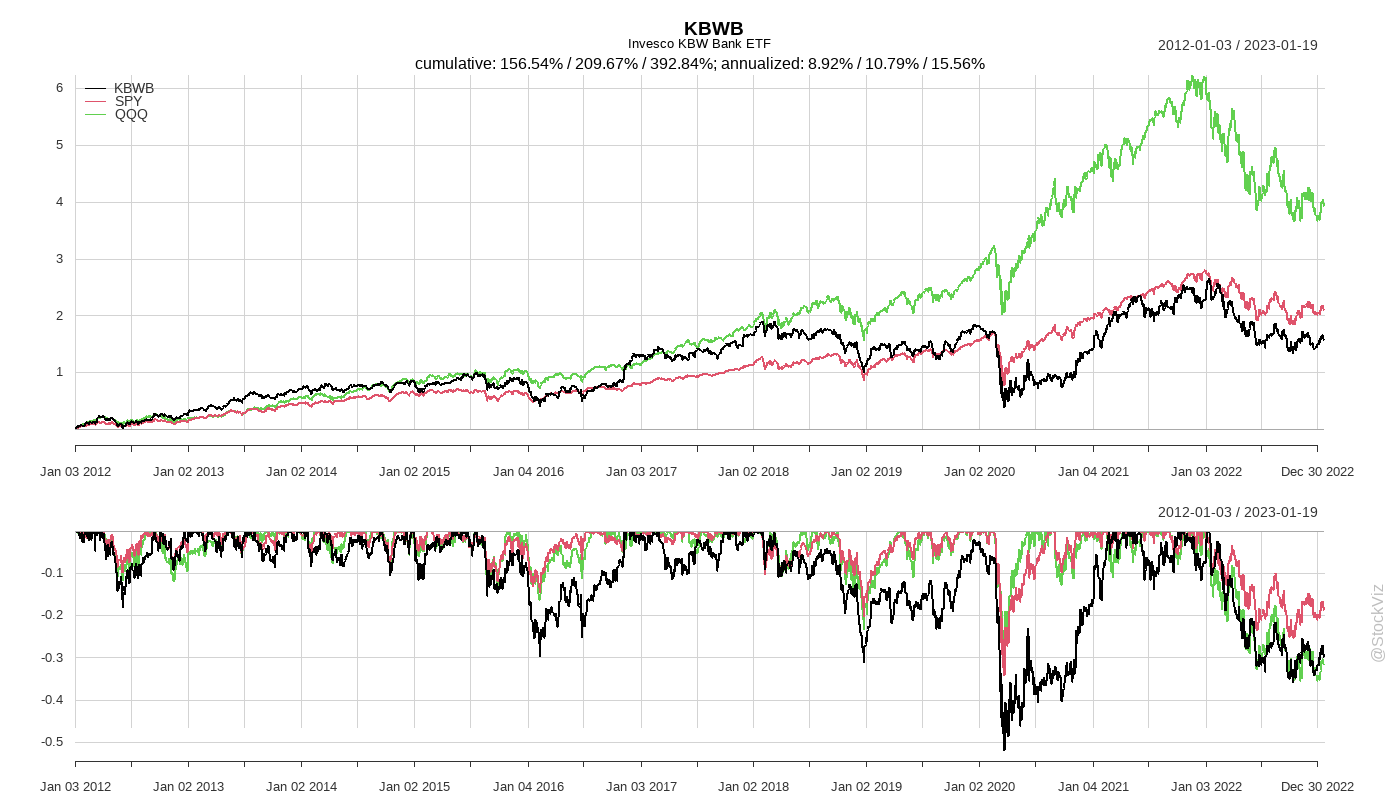 KBWB
Invesco KBW Bank ETF
2012-01-03 / 2023-01-19
cumulative: 156.54% / 209.67% / 392.84%; annualized: 8.92% / 10.79% / 15.56%
KBWB
SPY
QQQ
6
5
4
3
2
1
Jan 03 2012 Jan 02 2013 Jan 02 2014 Jan 02 2015 Jan 04 2016 Jan 03 2017 Jan 02 2018 Jan 02 2019 Jan 02 2020 Jan 04 2021 Jan 03 2022 Dec 30 2022
2012-01-03 / 2023-01-19
-0.1
-0.2
-0.3
-0.4
-0.5
Jan 03 2012 Jan 02 2013 Jan 02 2014 Jan 02 2015 Jan 04 2016 Jan 03 2017 Jan 02 2018 Jan 02 2019 Jan 02 2020 Jan 04 2021 Jan 03 2022 Dec 30 2022
@StockViz